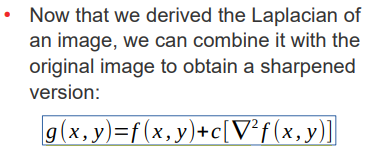 • Now that we derived the Laplacian of
an image, we can combine it with the
original image to obtain a sharpened
version:
g(x,y)=f(x,y)+c[∇²f(x,y)]